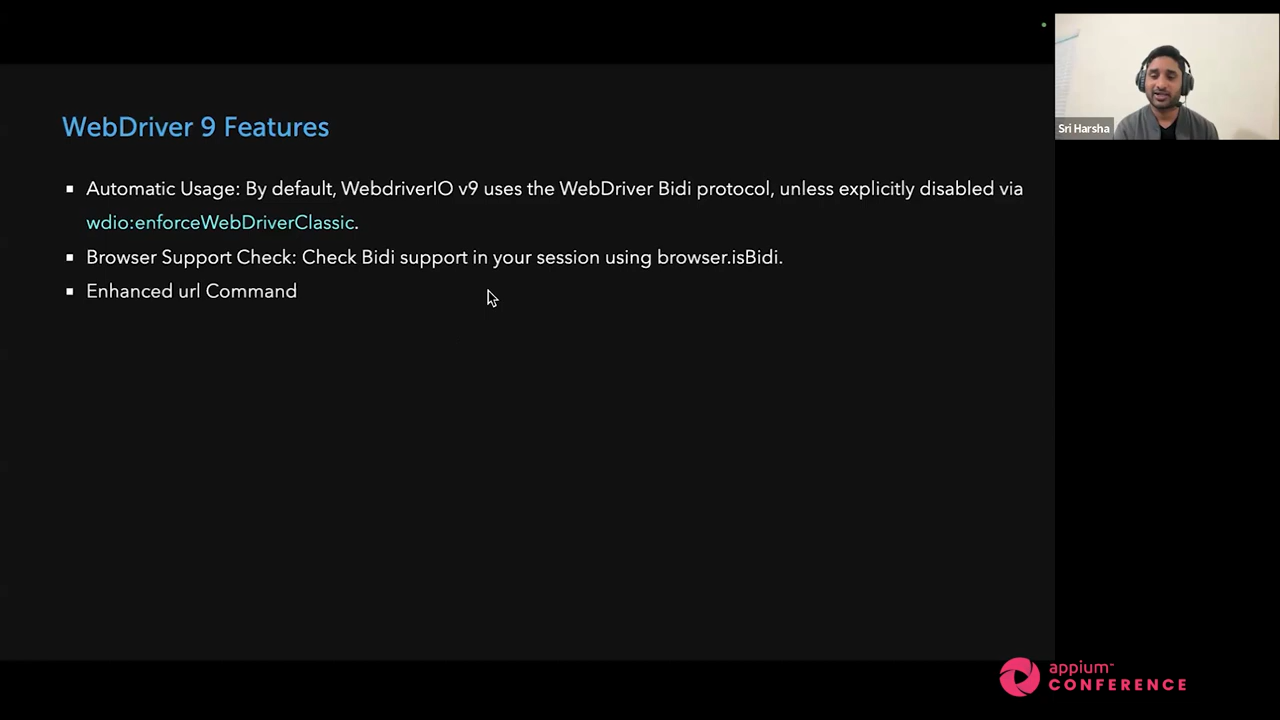 WebDriver 9 Features
▪ Automatic Usage: By default, WebdriverIO v9 uses the WebDriver Bidi protocol, unless explicitly disabled via
wdio:enforceWebDriverClassic.
▪ Browser Support Check: Check Bidi support in your session using browser.isBidi.
▪ Enhanced url Command
Sri Harsha
appium
CONFERENCE